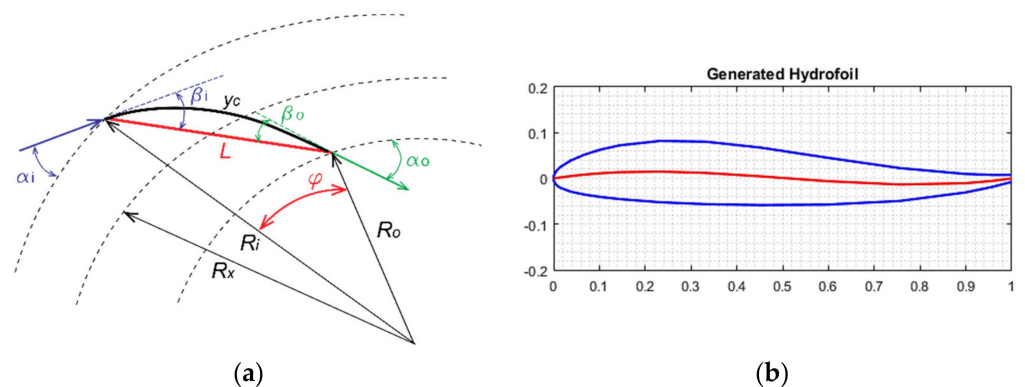 βi
yc
βo
αi
L
αo
φ
Ri
Ro
Rx
(a)
Generated Hydrofoil
0.2
0.1
0
-0.1
-0.2
0 0.1 0.2 0.3 0.4 0.5 0.6 0.7 0.8 0.9 1
(b)